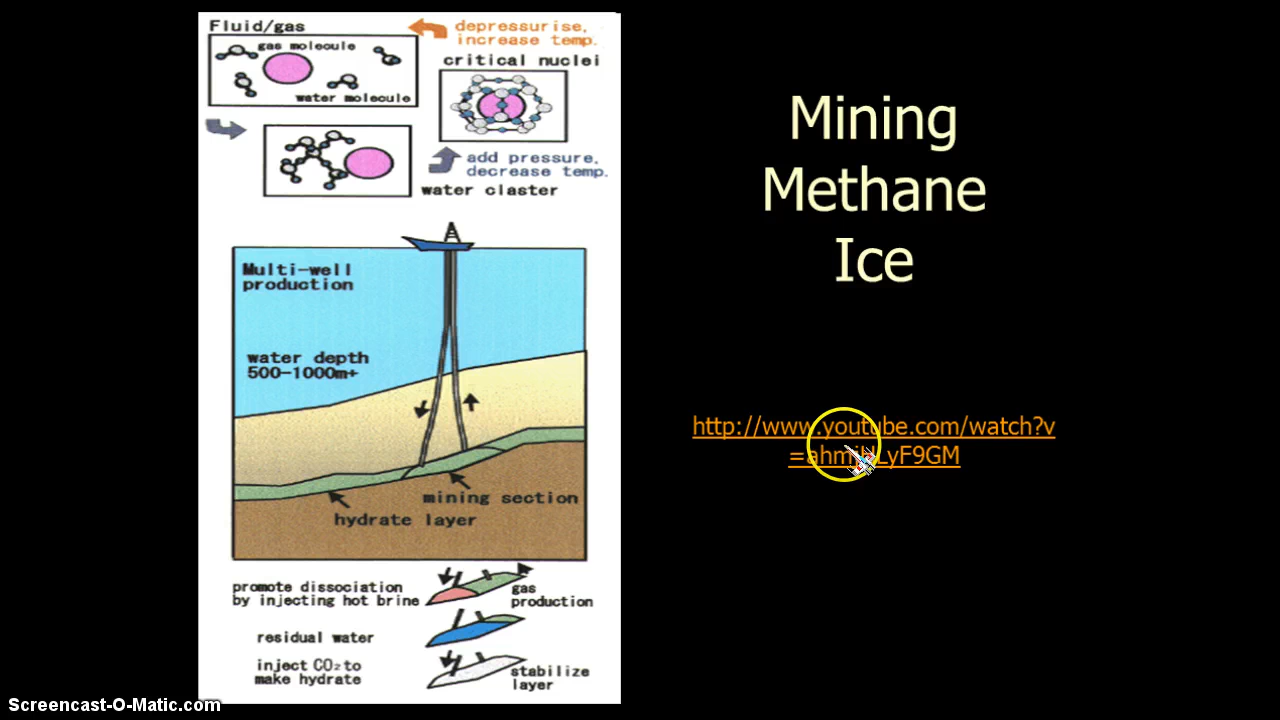 Fluid/gas
gas molecule
water molecule
depressurise,
increase temp.
critical nuclei
add pressure,
decrease temp.
water claster
Multi-well
production
water depth
500-1000m+
mining section
hydrate layer
promote dissociation
by injecting hot brine
gas
production
residual water
inject CO₂ to
make hydrate
stabilize
layer
Mining
Methane
Ice
http://www.youtube.com/watch?v
Screencast-O-Matic.com